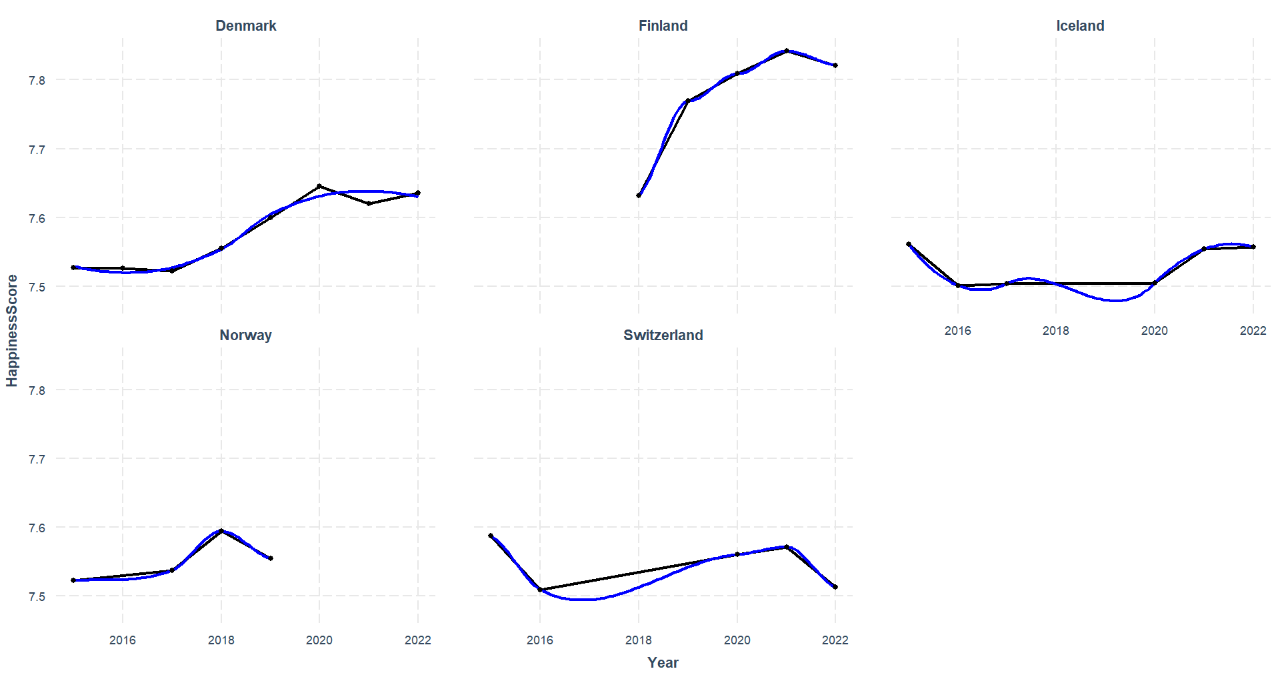 Denmark
Finland
Iceland
7.8
7.7
7.6
7.5
2016
2018
2020
2022
Norway
Switzerland
7.8
7.7
7.6
7.5
2016
2018
2020
2022
2016
2018
2020
2022
Year
HappinessScore